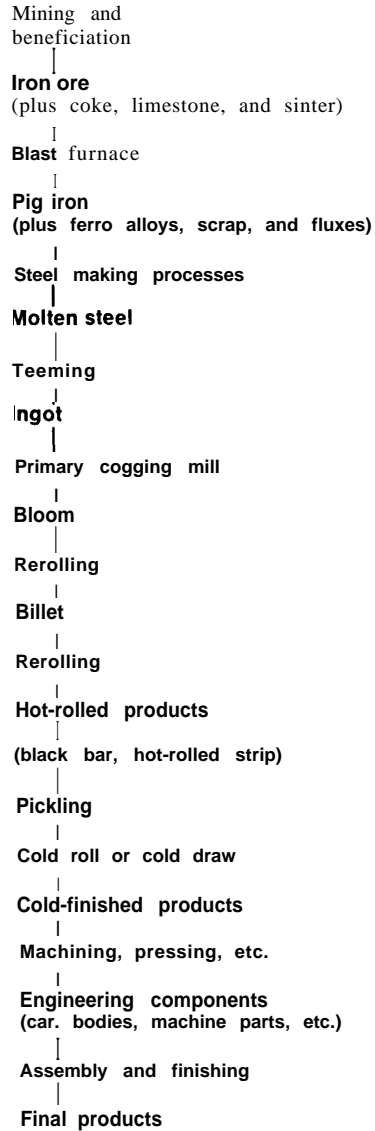 Mining and
beneficiation
Iron ore
(plus coke, limestone, and sinter)
Blast furnace
Pig iron
(plus ferro alloys, scrap, and fluxes)
Steel making processes
Molten steel
Teeming
Ingot
Primary cogging mill
Bloom
Rerolling
Billet
Rerolling
Hot-rolled products
(black bar, hot-rolled strip)
Pickling
Cold roll or cold draw
Cold-finished products
Machining, pressing, etc.
Engineering components
(car. bodies, machine parts, etc.)
Assembly and finishing
Final products